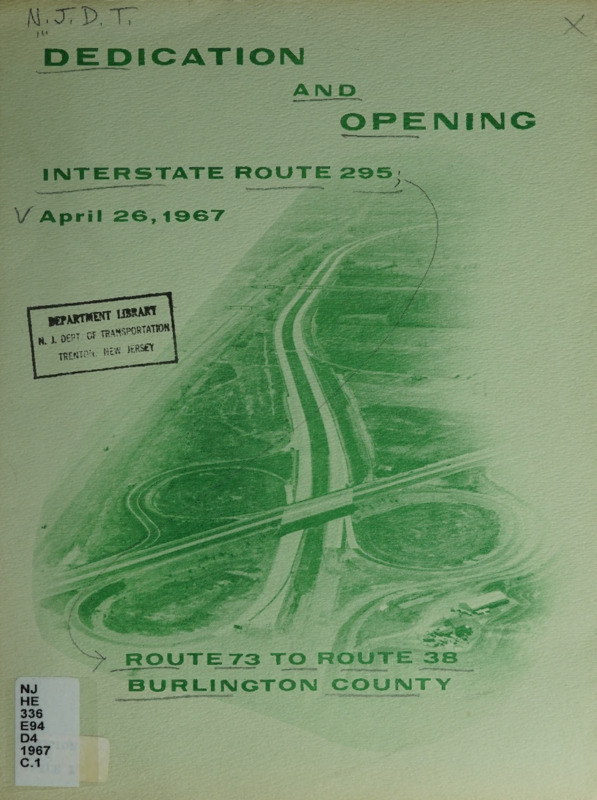 N.J.D.T.
DEDICATION
AND
OPENING
INTERSTATE ROUTE 295;
April 26, 1967
DEPARTMENT LIBRARY
N. J. DEPT. OF TRANSPORTATION
TRENTON, NEW JERSEY
ROUTE 73 TO ROUTE 38
BURLINGTON COUNTY
NJ
HE
336
E94
D4
1967
C.1